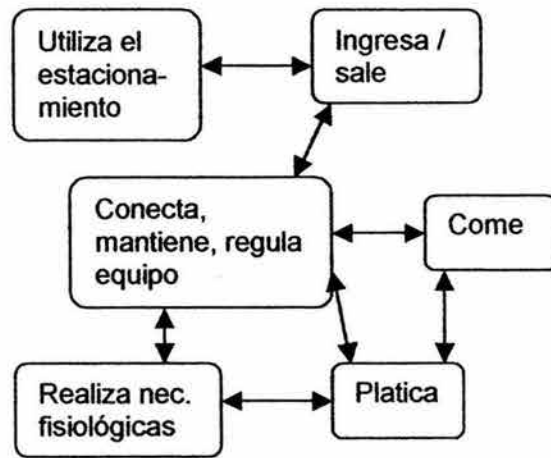 Utiliza el
estaciona-
miento
Ingresa /
sale
Conecta,
mantiene, regula
equipo
Come
Realiza nec.
fisiológicas
Platica